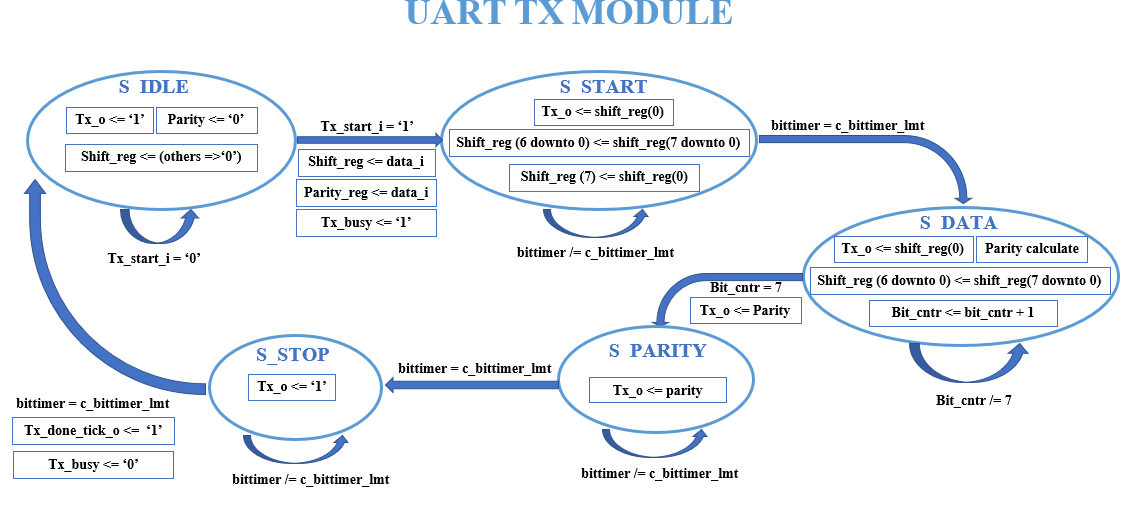 UART TX MODULE
S_IDLE
Tx_o <= ‘1’
Parity <= ‘0’
Shift_reg <= (others =>‘0’)
Tx_start_i = ‘0’
Tx_start_i = ‘1’
Shift_reg <= data_i
Parity_reg <= data_i
Tx_busy <= ‘1’
S_START
Tx_o <= shift_reg(0)
Shift_reg (6 downto 0) <= shift_reg(7 downto 0)
Shift_reg (7) <= shift_reg(0)
bittimer /= c_bittimer_lmt
bittimer = c_bittimer_lmt
S_DATA
Tx_o <= shift_reg(0)
Parity calculate
Shift_reg (6 downto 0) <= shift_reg(7 downto 0)
Bit_cntr <= bit_cntr + 1
Bit_cntr /= 7
Bit_cntr = 7
Tx_o <= Parity
S_PARITY
Tx_o <= parity
bittimer /= c_bittimer_lmt
bittimer = c_bittimer_lmt
S_STOP
Tx_o <= ‘1’
bittimer /= c_bittimer_lmt
bittimer = c_bittimer_lmt
Tx_done_tick_o <= ‘1’
Tx_busy <= ‘0’